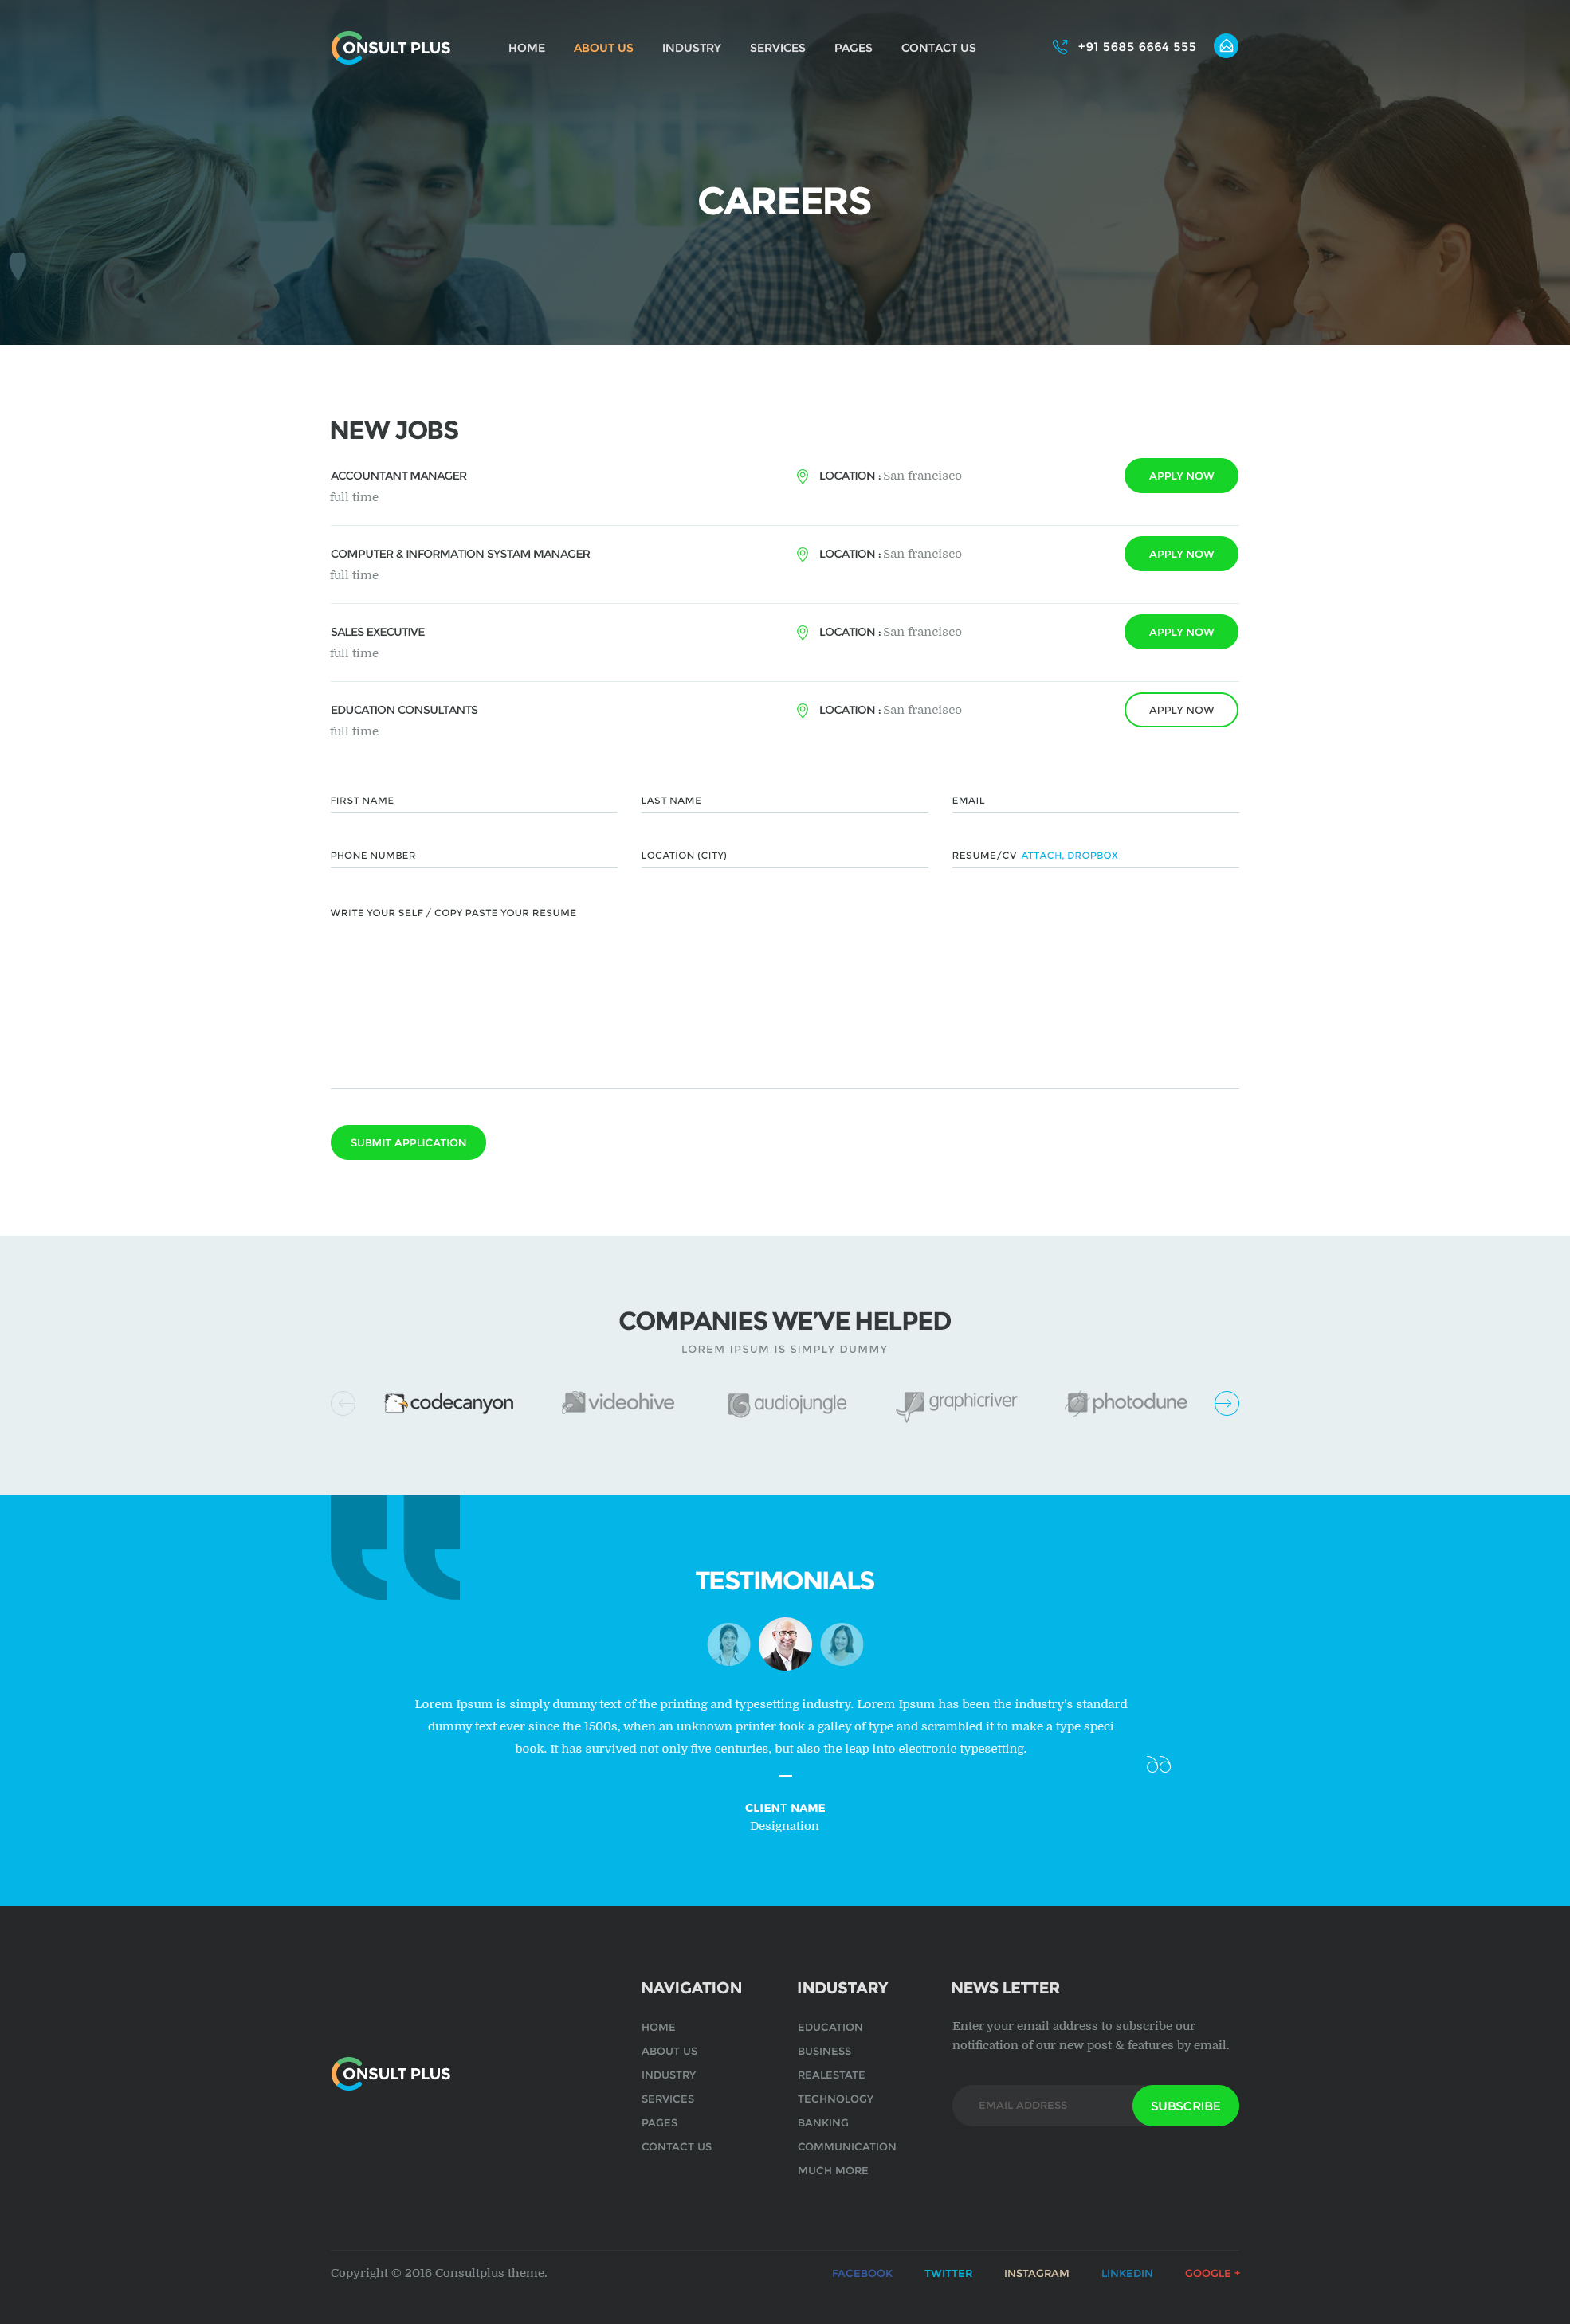 ONSULT PLUS
HOME ABOUT US INDUSTRY SERVICES PAGES CONTACT US
+91 5685 6664 555
CAREERS
NEW JOBS
ACCOUNTANT MANAGER
full time
LOCATION : San francisco
APPLY NOW
COMPUTER & INFORMATION SYSTAM MANAGER
full time
LOCATION : San francisco
APPLY NOW
SALES EXECUTIVE
full time
LOCATION : San francisco
APPLY NOW
EDUCATION CONSULTANTS
full time
LOCATION : San francisco
APPLY NOW
FIRST NAME
LAST NAME
EMAIL
PHONE NUMBER
LOCATION (CITY)
RESUME/CV ATTACH, DROPBOX
WRITE YOUR SELF / COPY PASTE YOUR RESUME
SUBMIT APPLICATION
COMPANIES WE’VE HELPED
LOREM IPSUM IS SIMPLY DUMMY
codecanyon
videohive
audiojungle
graphicriver
photodune
TESTIMONIALS
Lorem Ipsum is simply dummy text of the printing and typesetting industry. Lorem Ipsum has been the industry's standard
dummy text ever since the 1500s, when an unknown printer took a galley of type and scrambled it to make a type speci
book. It has survived not only five centuries, but also the leap into electronic typesetting.
CLIENT NAME
Designation
ONSULT PLUS
NAVIGATION
HOME
ABOUT US
INDUSTRY
SERVICES
PAGES
CONTACT US
INDUSTARY
EDUCATION
BUSINESS
REALESTATE
TECHNOLOGY
BANKING
COMMUNICATION
MUCH MORE
NEWS LETTER
Enter your email address to subscribe our
notification of our new post & features by email.
EMAIL ADDRESS
SUBSCRIBE
Copyright © 2016 Consultplus theme.
FACEBOOK TWITTER INSTAGRAM LINKEDIN GOOGLE +